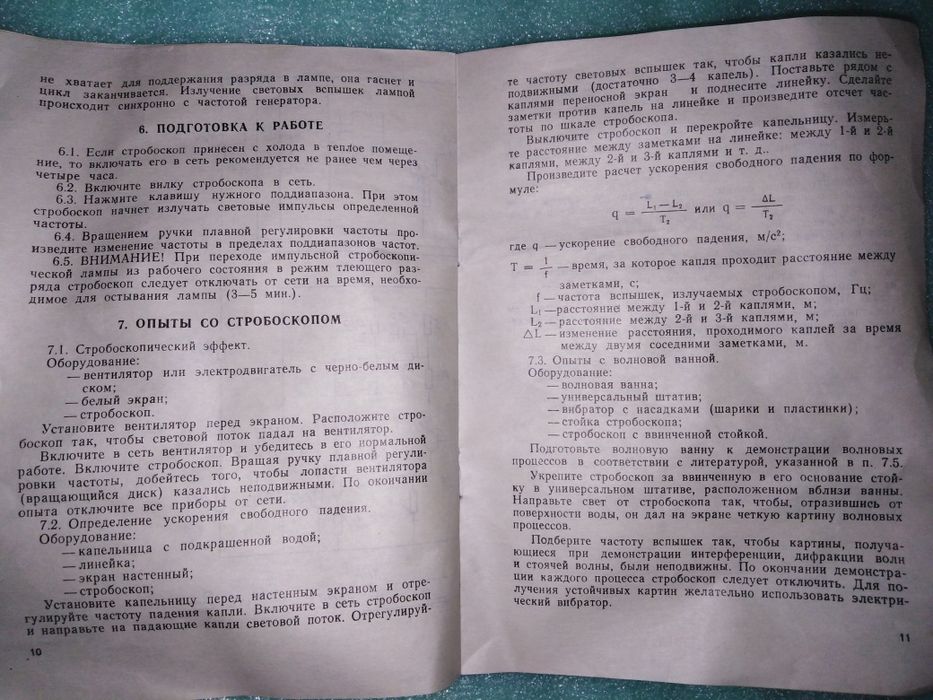 не хватает для поддержания разряда в лампе, она гаснет и
цикл заканчивается. Излучение световых вспышек лампой
происходит синхронно с частотой генератора.
6. ПОДГОТОВКА К РАБОТЕ
6.1. Если стробоскоп принесен с холода в теплое помеще-
ние, то включать его в сеть рекомендуется не ранее чем через
четыре часа.
6.2. Включите вилку стробоскопа в сеть.
6.3. Нажмите клавишу нужного поддиапазона. При этом
стробоскоп начнет излучать световые импульсы определенной
частоты.
6.4. Вращением ручки плавной регулировки частоты про-
изведите изменение частоты в пределах поддиапазонов частот.
6.5. ВНИМАНИЕ! При переходе импульсной стробоскопи-
ческой лампы из рабочего состояния в режим тлеющего раз-
ряда стробоскоп следует отключать от сети на время, необхо-
димое для остывания лампы (3—5 мин.).
7. ОПЫТЫ СО СТРОБОСКОПОМ
7.1. Стробоскопический эффект.
Оборудование:
— вентилятор или электродвигатель с черно-белым ди-
ском;
— белый экран;
— стробоскоп.
Установите вентилятор перед экраном. Расположите стро-
боскоп так, чтобы световой поток падал на вентилятор.
Включить в сеть вентилятор и убедитесь в его нормальной
работе. Включите стробоскоп. Вращая ручку плавной регули-
ровки частоты, добейтесь того, чтобы лопасти вентилятора
(вращающийся диск) казались неподвижными. По окончании
опыта отключите все приборы от сети.
7.2. Определение ускорения свободного падения.
Оборудование:
— капельница с подкрашенной водой;
— линейка;
— экран настенный;
— стробоскоп;
Установите капельницу перед настенным экраном и отре-
гулируйте частоту падения капли. Включить в сеть стробоскоп
и направьте на падающие капли световой поток. Отрегулируй-
10
те частоту световых вспышек так, чтобы капли казались не-
подвижными (достаточно 3—4 капель). Поставьте рядом с
каплями переносной экран и поднесите линейку. Сделайте
заметки против капель на линейке и произведите отсчет час-
тоты по шкале стробоскопа.
Выключите стробоскоп и перекройте капельницу. Измерь-
те расстояние между заметками на линейке: между 1-й и 2-й
каплями, между 2-й и 3-й каплями и т. д..
Произведите расчет ускорения свободного падения по фор-
муле:
q = L₁ — L₂ / T₂ или q = ΔL / T₂
где q — ускорение свободного падения, м/с²;
T = 1/f — время, за которое капля проходит расстояние между
заметками, с;
f — частота вспышек, излучаемых стробоскопом, Гц;
L₁ — расстояние между 1-й и 2-й каплями, м;
L₂ — расстояние между 2-й и 3-й каплями, м;
ΔL — изменение расстояния, проходимого каплей за время
между двумя соседними заметками, м.
7.3. Опыты с волновой ванной.
Оборудование:
— волновая ванна;
— универсальный штатив;
— вибратор с насадками (шарики и пластинки);
— стойка стробоскопа;
— стробоскоп с ввинченной стойкой.
Подготовьте волновую ванну к демонстрации волновых
процессов в соответствии с литературой, указанной в п. 7.5.
Укрепите стробоскоп за ввинченную в его основание стой-
ку в универсальном штативе, расположенном вблизи ванны.
Направьте свет от стробоскопа так, чтобы, отразившись от
поверхности воды, он дал на экране четкую картину волновых
процессов.
Подберите частоту вспышек так, чтобы картины, получа-
ющиеся при демонстрации интерференции, дифракции волн
и стоячей волны, были неподвижны. По окончании демонстра-
ции каждого процесса стробоскоп следует отключить. Для по-
лучения устойчивых картин желательно использовать электри-
ческий вибратор.
11